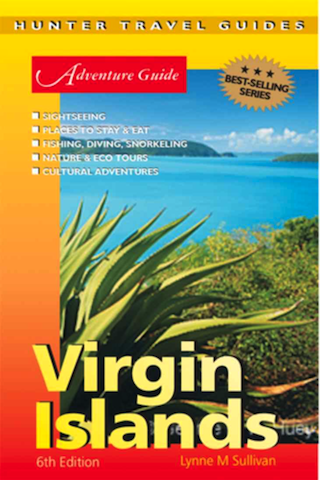 HUNTER TRAVEL GUIDES
Adventure Guide
★ ★ ★
BEST-SELLING
SERIES
SIGHTSEEING
PLACES TO STAY & EAT
FISHING, DIVING, SNORKELING
NATURE & ECO TOURS
CULTURAL ADVENTURES
Virgin
Islands
6th Edition
Lynne M Sullivan